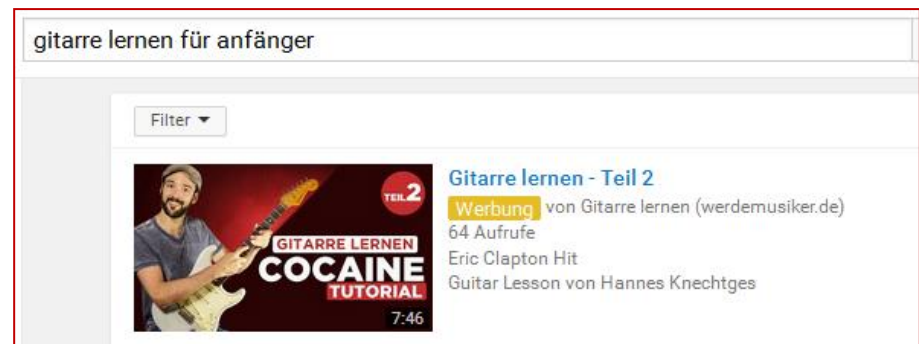 gitarre lernen für anfänger
Filter
TEIL 2
GITARRE LERNEN
COCAINE
TUTORIAL
7:46
Gitarre lernen - Teil 2
Werbung von Gitarre lernen (werdemusiker.de)
64 Aufrufe
Eric Clapton Hit
Guitar Lesson von Hannes Knechtges